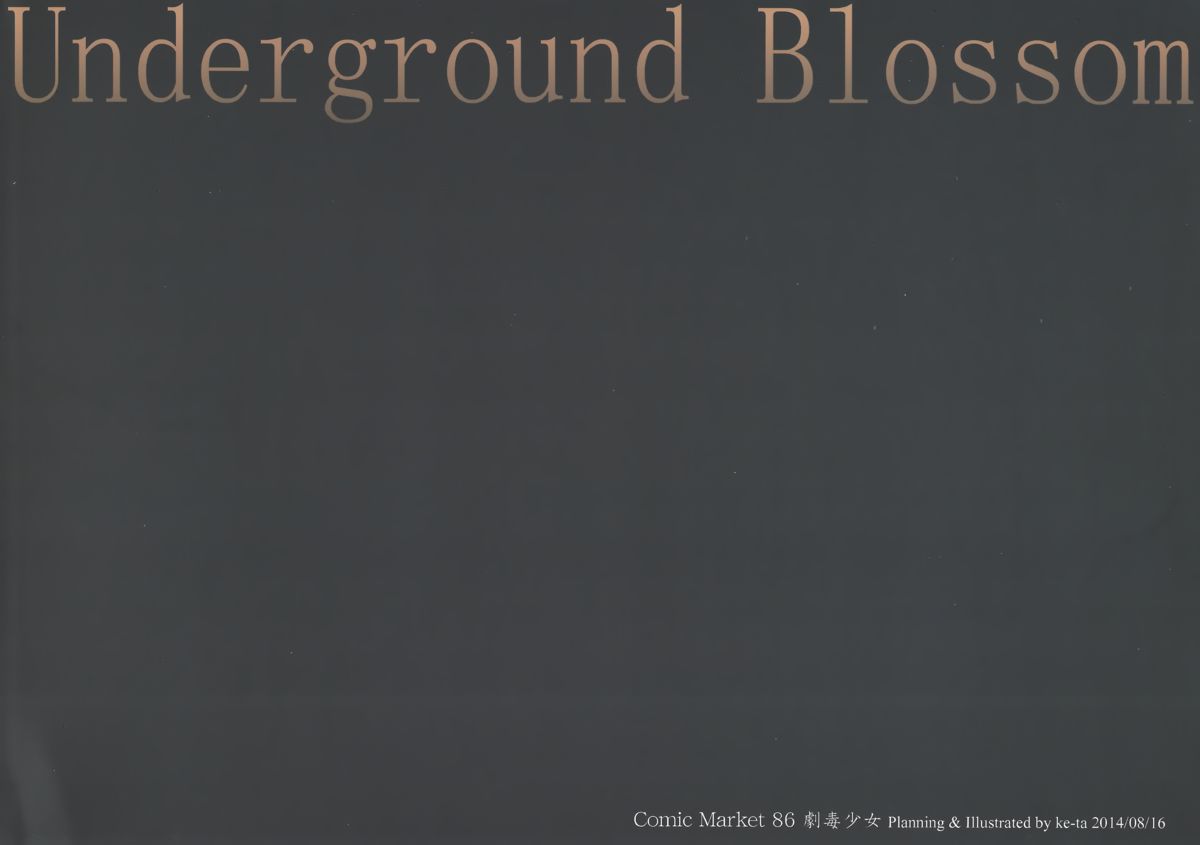 Underground Blossom
Comic Market 86 劇毒少女 Planning & Illustrated by ke-ta 2014/08/16